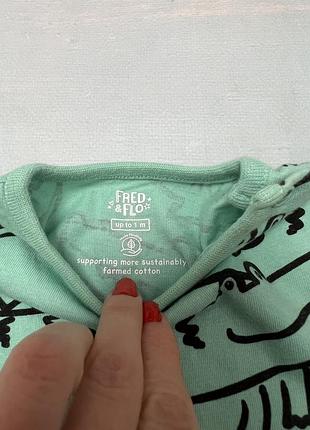 FRED
& FLO
up to 1 m
supporting more sustainably
farmed cotton